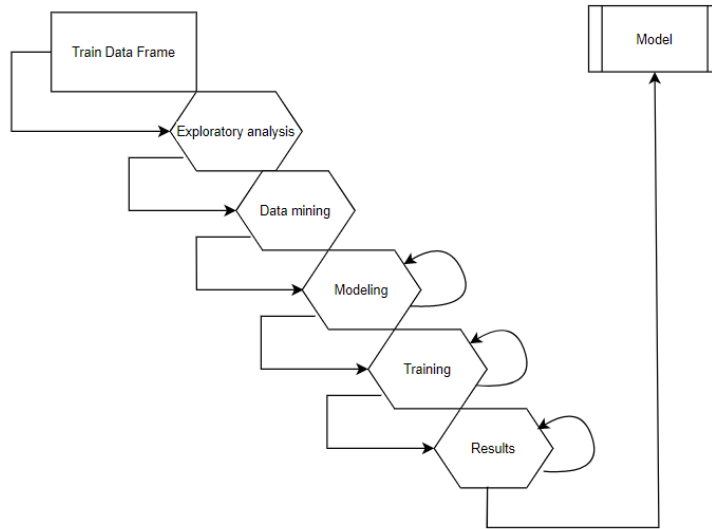 Train Data Frame
Model
Exploratory analysis
Data mining
Modeling
Training
Results